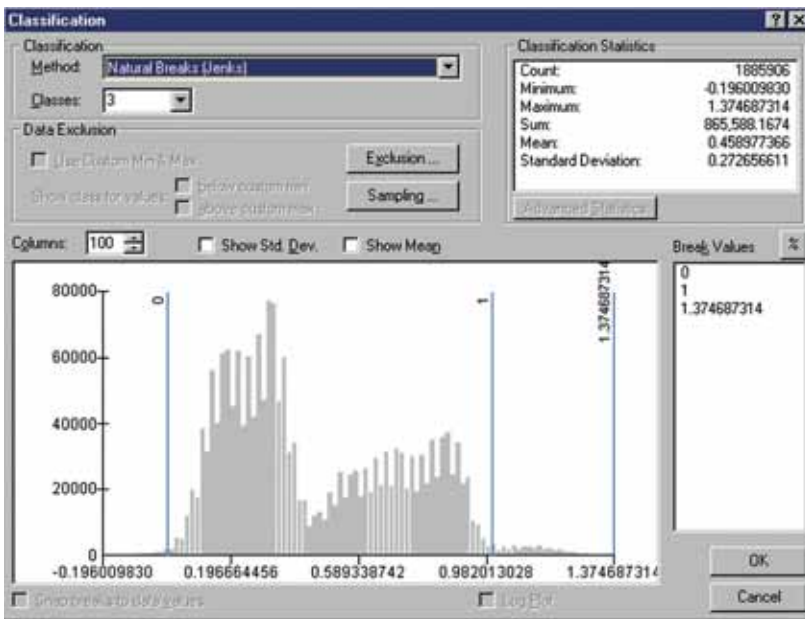 Classification
Classification
Method: Natural Breaks (Jenks)
Classes: 3
Data Exclusion
Use Custom Min & Max
Exclusion ...
Show class for values:
below custom min
above custom max
Sampling ...
Classification Statistics
Count: 1885906
Minimum: -0.196009830
Maximum: 1.374687314
Sum: 865,588.1674
Mean: 0.458977366
Standard Deviation: 0.272656611
Advanced Statistics
Columns: 100
Show Std. Dev.
Show Mean
Break Values
%
0
1
1.374687314
80000
60000
40000
20000
0
0
1
1.374687314
-0.196009830 0.196664456 0.589338742 0.982013028 1.374687314
Snap breaks to data values
Log Plot
OK
Cancel